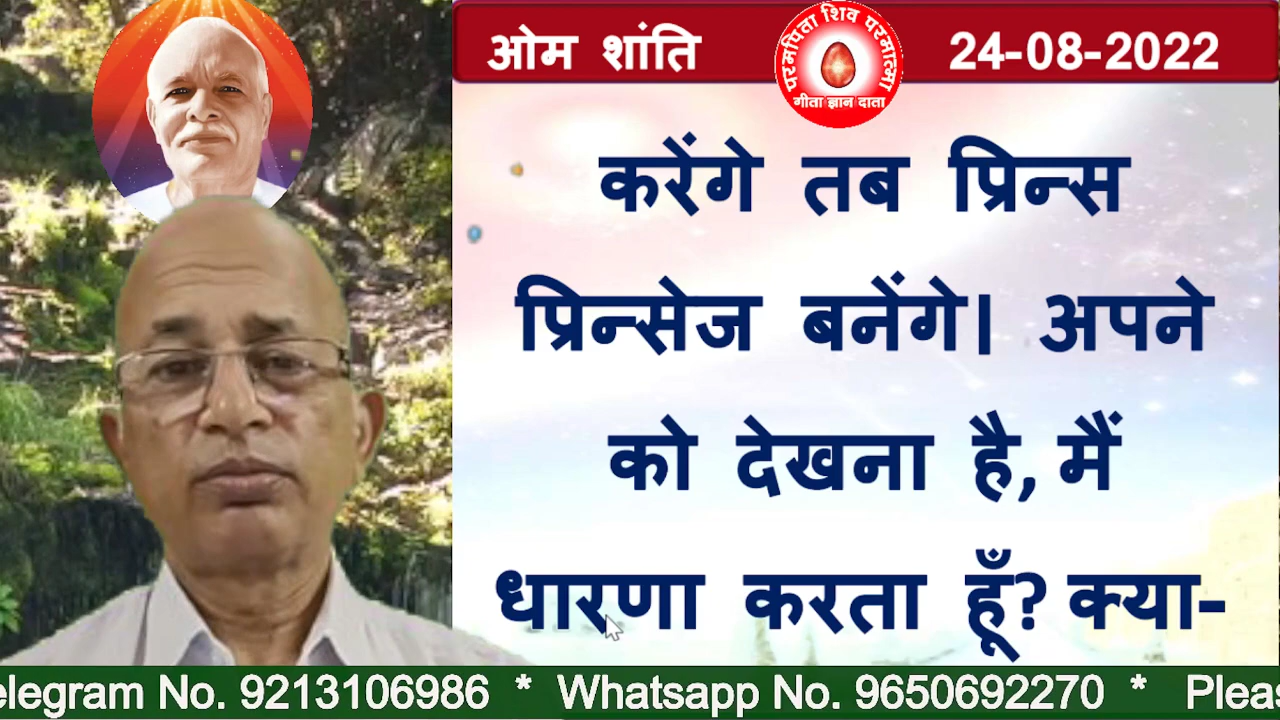 ओम शांति
परमपिता शिव परमात्मा
गीता ज्ञान दाता
24-08-2022
करेंगे तब प्रिन्स
प्रिन्सेज बनेंगे। अपने
को देखना है, मैं
धारणा करता हूँ? क्या-
elegram No. 9213106986 * Whatsapp No. 9650692270 * Plea